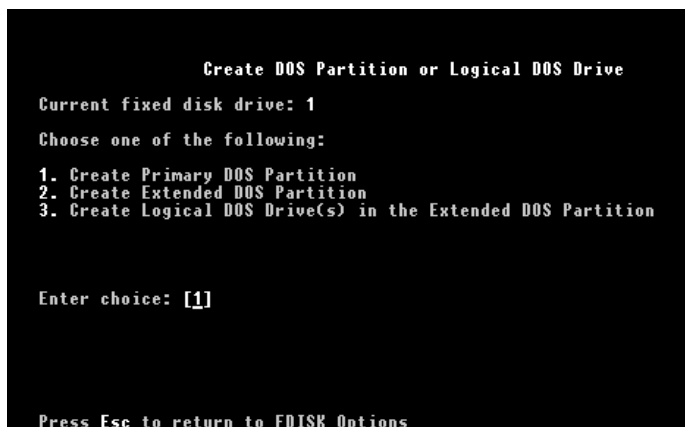 Create DOS Partition or Logical DOS Drive
Current fixed disk drive: 1
Choose one of the following:
1. Create Primary DOS Partition
2. Create Extended DOS Partition
3. Create Logical DOS Drive(s) in the Extended DOS Partition
Enter choice: [1]
Press Esc to return to FDISK Options